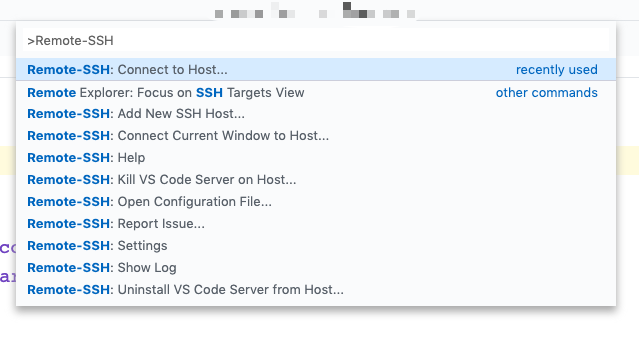 >Remote-SSH
Remote-SSH: Connect to Host... recently used
Remote Explorer: Focus on SSH Targets View other commands
Remote-SSH: Add New SSH Host...
Remote-SSH: Connect Current Window to Host...
Remote-SSH: Help
Remote-SSH: Kill VS Code Server on Host...
Remote-SSH: Open Configuration File...
Remote-SSH: Report Issue...
Remote-SSH: Settings
Remote-SSH: Show Log
Remote-SSH: Uninstall VS Code Server from Host...